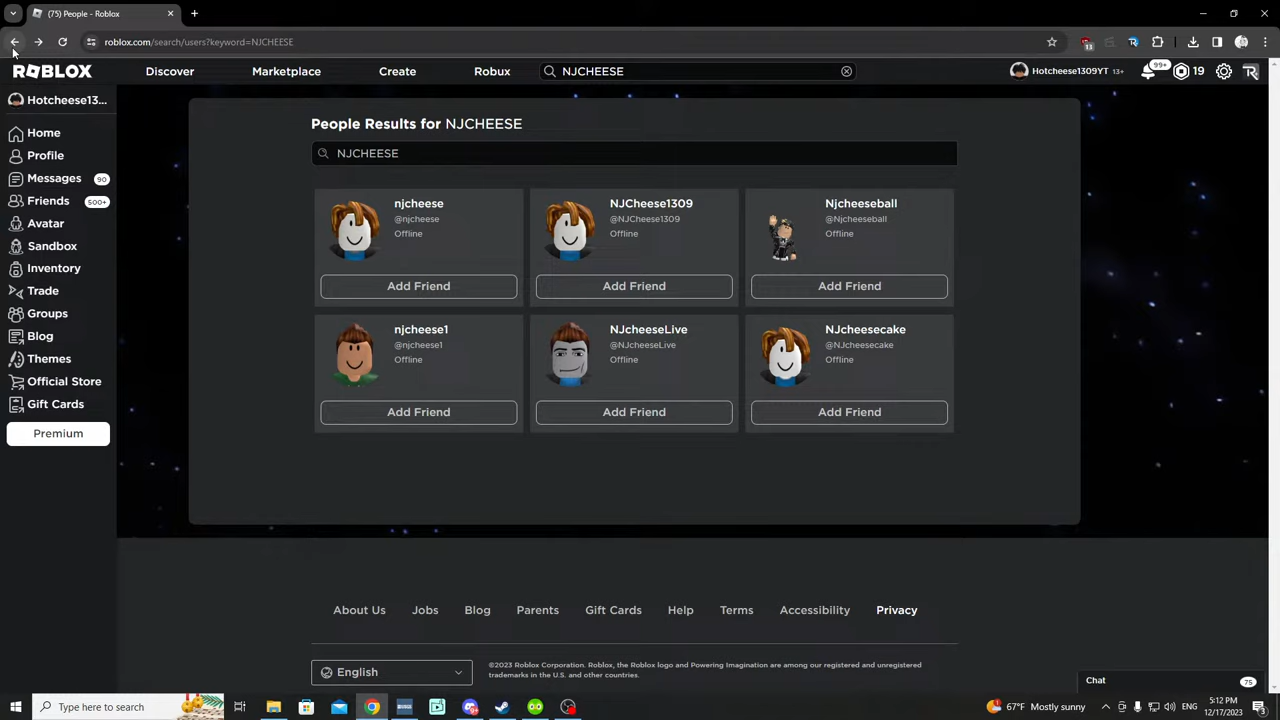 (75) People - Roblox
roblox.com/search/users?keyword=NJCHEESE
13
ROBLOX
Discover
Marketplace
Create
Robux
NJCHEESE
Hotcheese1309YT 13+
99+
19
Hotcheese13...
Home
Profile
Messages 90
Friends 500+
Avatar
Sandbox
Inventory
Trade
Groups
Blog
Themes
Official Store
Gift Cards
Premium
People Results for NJCHEESE
NJCHEESE
njcheese
@njcheese
Offline
Add Friend
NJCheese1309
@NJCheese1309
Offline
Add Friend
Njcheeseball
@Njcheeseball
Offline
Add Friend
njcheese1
@njcheese1
Offline
Add Friend
NJcheeseLive
@NJcheeseLive
Offline
Add Friend
NJcheesecake
@NJcheesecake
Offline
Add Friend
About Us Jobs Blog Parents Gift Cards Help Terms Accessibility Privacy
English
©2023 Roblox Corporation. Roblox, the Roblox logo and Powering Imagination are among our registered and unregistered
trademarks in the U.S. and other countries.
Chat 75
Type here to search
67°F Mostly sunny
5:12 PM
12/17/2023